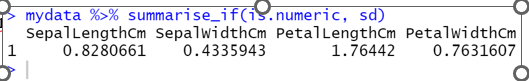 > mydata %>% summarise_if(is.numeric, sd)
SepalLengthCm SepalWidthCm PetalLengthCm PetalWidthCm
1 0.8280661 0.4335943 1.76442 0.7631607
>